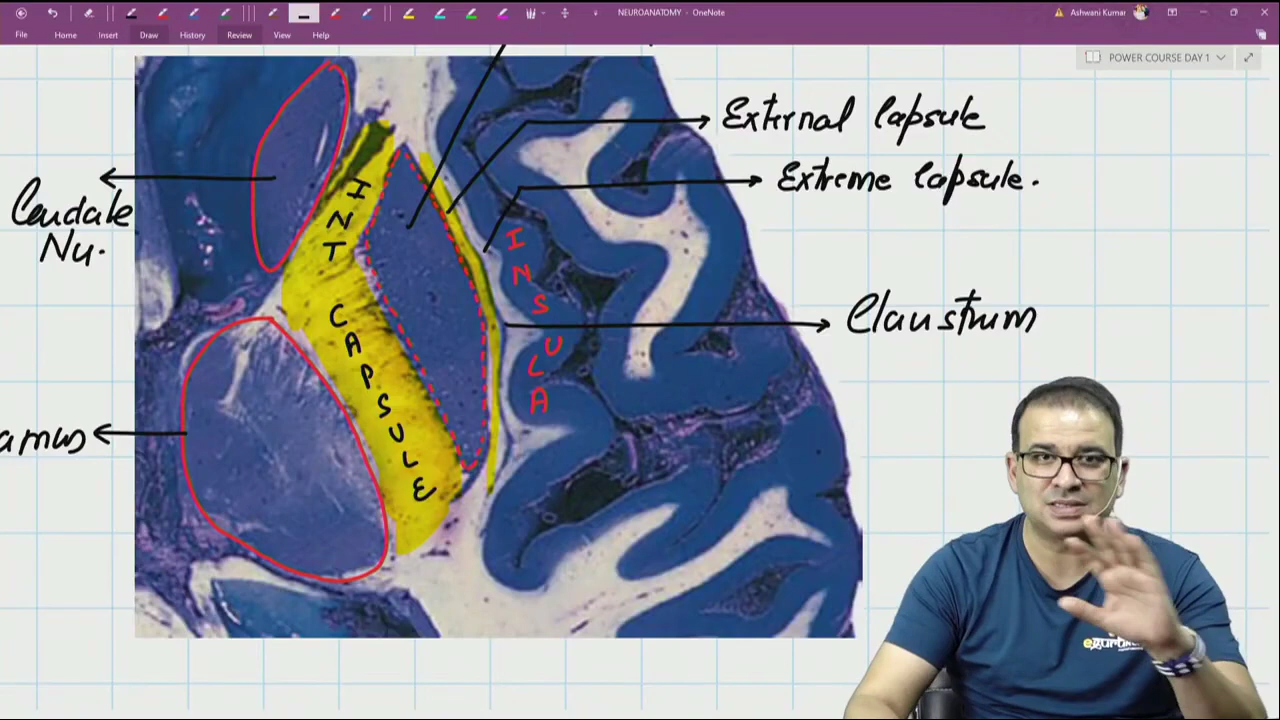 NEUROANATOMY - OneNote
Ashwani Kumar
File Home Insert Draw History Review View Help
POWER COURSE DAY 1
External Capsule
Extreme Capsule.
Caudate
Nu.
INT CAPSULE
INSULA
Claustrum
amus